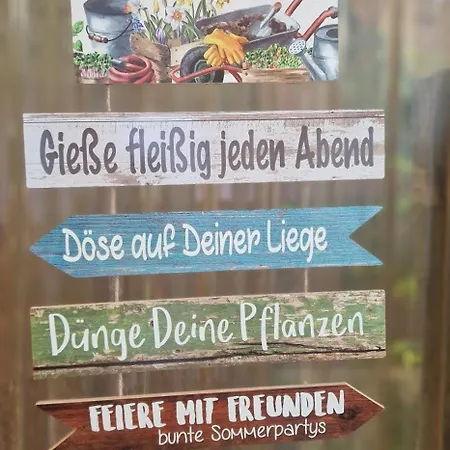 Gieße fleißig jeden Abend
Döse auf Deiner Liege
Dünge Deine Pflanzen
FEIERE MIT FREUNDEN
bunte Sommerpartys